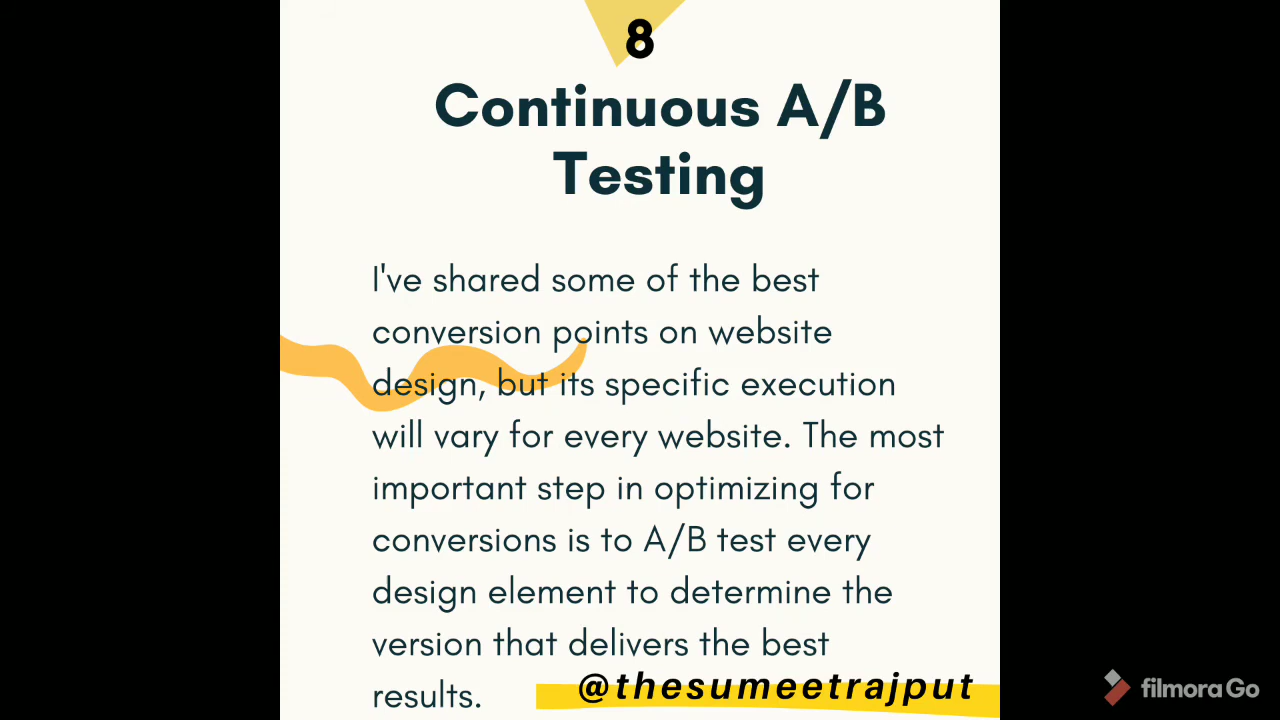 8
Continuous A/B
Testing
I've shared some of the best
conversion points on website
design, but its specific execution
will vary for every website. The most
important step in optimizing for
conversions is to A/B test every
design element to determine the
version that delivers the best
results.
@thesumeetrajput
filmora Go